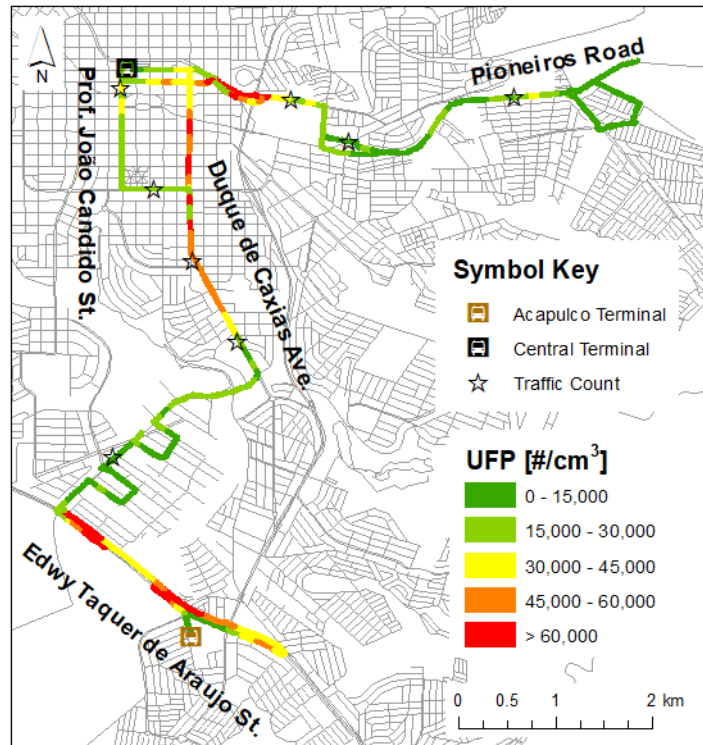 N
Pioneiros Road
Prof. João Candido St.
Duque de Caxias Ave.
Edwy Taquer de Araujo St.
Symbol Key
Acapulco Terminal
Central Terminal
Traffic Count
UFP [#/cm³]
0 - 15,000
15,000 - 30,000
30,000 - 45,000
45,000 - 60,000
> 60,000
0 0.5 1 2 km